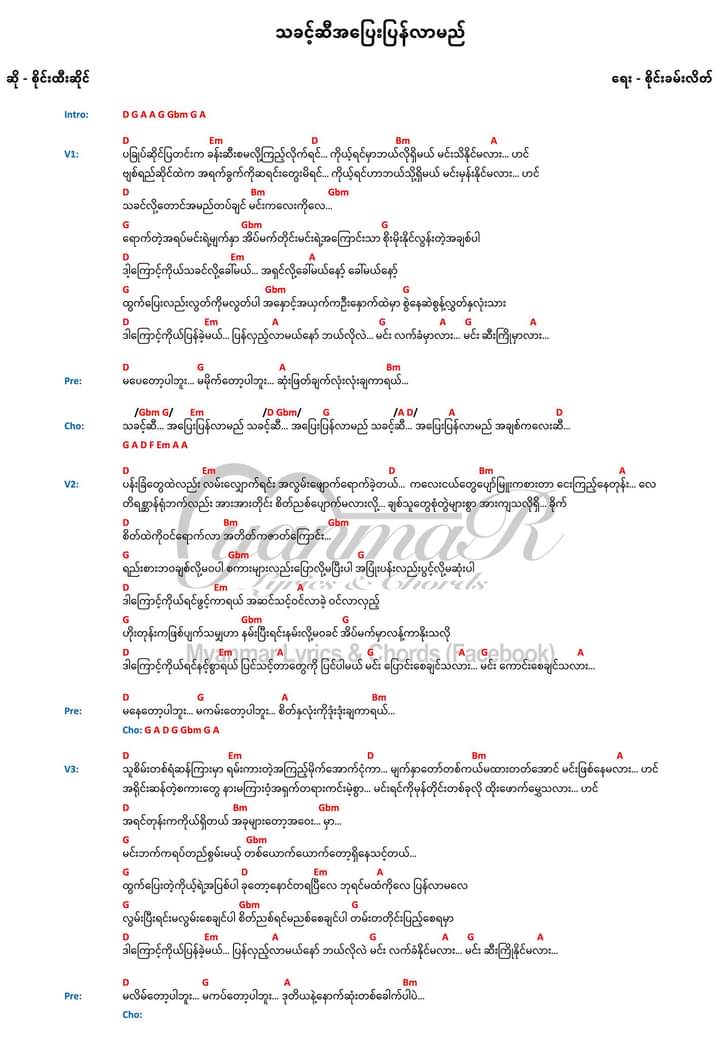 သခင့်ဆီအပြေးပြန်လာမည်
ဆို - စိုင်းထီးဆိုင် ရေး - စိုင်းခမ်းလိတ်
Intro: D G A A G Gbm G A
D Em D Bm A
V1: ပခြုပ်ဆိုင်ပြတင်းက ခန်းဆီးစမလို့ကြည့်လိုက်ရင်... ကိုယ့်ရင်မှာဘယ်လိုရှိမယ် မင်းသိနိုင်မလား... ဟင်
ဗျစ်ရည်ဆိုင်ထဲက အရက်ခွက်ကိုဆရင်းတွေးမိရင်... ကိုယ့်ရင်ဟာဘယ်သို့ရှိမယ် မင်းမှန်းနိုင်မလား... ဟင်
D Bm Gbm
သခင်လို့တောင်အမည်တပ်ချင် မင်းကလေးကိုလေ...
G Gbm G
ရောက်တဲ့အရပ်မင်းရဲ့မျက်နှာ အိပ်မက်တိုင်းမင်းရဲ့အကြောင်းသာ စိုးမိုးနိုင်လွန်းတဲ့အချစ်ပါ
D Em A
ဒါ့ကြောင့်ကိုယ်သခင်လို့ခေါ်မယ်... အရှင်လို့ခေါ်မယ်နော့် ခေါ်မယ်နော့်
G Gbm G
ထွက်ပြေးလည်းလွတ်ကိုမလွတ်ပါ အနှောင့်အယှက်ကဦးနှောက်ထဲမှာ စွဲနေဆဲစွန့်လွှတ်နှလုံးသား
D Em A G A G A
ဒါကြောင့်ကိုယ်ပြန်ခဲ့မယ်... ပြန်လှည့်လာမယ်နော် ဘယ်လိုလဲ... မင်း လက်ခံမှာလား... မင်း ဆီးကြိုမှာလား...
D G A Bm
Pre: မပေတော့ပါဘူး... မမိုက်တော့ပါဘူး... ဆုံးဖြတ်ချက်လုံးလုံးချကာရယ်...
/Gbm G/ Em /D Gbm/ G /A D/ A D
Cho: သခင့်ဆီ... အပြေးပြန်လာမည် သခင့်ဆီ... အပြေးပြန်လာမည် သခင့်ဆီ... အပြေးပြန်လာမည် အချစ်ကလေးဆီ...
G A D F Em A A
D Em D Bm A
V2: ပန်းခြံတွေထဲလည်း လမ်းလျှောက်ရင်း အလွမ်းဖျောက်ရောက်ခဲ့တယ်... ကလေးငယ်တွေပျော်မြူးကစားတာ ငေးကြည့်နေတုန်း... လေ
တိရစ္ဆာန်ရုံဘက်လည်း အားအားတိုင်း စိတ်ညစ်ပျောက်မလားလို့... ချစ်သူတွေစုံတွဲများစွာ အားကျသလိုရှိ... ခိုက်
D Bm Gbm
စိတ်ထဲကိုဝင်ရောက်လာ အတိတ်ကဇာတ်ကြောင်း...
G Gbm G
ရည်းစားဘဝချစ်လို့မဝပါ စကားများလည်းပြောလို့မပြီးပါ အပြုံးပန်းလည်းပွင့်လို့မဆုံးပါ
D Em A
ဒါကြောင့်ကိုယ်ရင်ဖွင့်ကာရယ် အဆင်သင့်ဝင်လာခဲ့ ဝင်လာလှည့်
G Gbm G
ဟိုးတုန်းကဖြစ်ပျက်သမျှဟာ နမ်းပြီးရင်းနမ်းလို့မဝခင် အိပ်မက်မှာလန့်ကာနိုးသလို
D Em A G A G A
ဒါကြောင့်ကိုယ်ရင်နင့်စွာရယ် ပြင်သင့်တာတွေကို ပြင်ပါမယ် မင်း ပြောင်းစေချင်သလား... မင်း ကောင်းစေချင်သလား...
D G A Bm
Pre: မနေတော့ပါဘူး... မကမ်းတော့ပါဘူး... စိတ်နှလုံးကိုဒုံးဒုံးချကာရယ်...
Cho: G A D G Gbm G A
D Em D Bm A
V3: သူစိမ်းတစ်ရံဆန်ကြားမှာ ရမ်းကားတဲ့အကြည့်မိုက်အောက်ငုံကာ... မျက်နှာတော်တစ်ကယ်မထားတတ်အောင် မင်းဖြစ်နေမလား... ဟင်
အရိုင်းဆန်တဲ့စကားတွေ နားမကြားဝံ့အရှက်တရားကင်းမဲ့စွာ... မင်းရင်ကိုမုန်တိုင်းတစ်ခုလို ထိုးဖောက်မွှေသလား... ဟင်
D Bm Gbm
အရင်တုန်းကကိုယ်ရှိတယ် အခုများတော့အဝေး... မှာ...
G Gbm
မင်းဘက်ကရပ်တည်စွမ်းမယ့် တစ်ယောက်ယောက်တော့ရှိနေသင့်တယ်...
G D Em A
ထွက်ပြေးတဲ့ကိုယ့်ရဲ့အပြစ်ပါ ခုတော့နောင်တရပြီလေ ဘုရင်မထံကိုလေ ပြန်လာမလေ
G Gbm G
လွမ်းပြီးရင်းမလွမ်းစေချင်ပါ စိတ်ညစ်ရင်မညစ်စေချင်ပါ တမ်းတတိုင်းပြည့်စေရမှာ
D Em A G A G A
ဒါကြောင့်ကိုယ်ပြန်ခဲ့မယ်... ပြန်လှည့်လာမယ်နော် ဘယ်လိုလဲ မင်း လက်ခံနိုင်မလား... မင်း ဆီးကြိုနိုင်မလား...
D G A Bm
Pre: မလိမ်တော့ပါဘူး... မကပ်တော့ပါဘူး... ဒုတိယနဲ့နောက်ဆုံးတစ်ခေါက်ပါပဲ...
Cho:
MyanmaR
Lyrics & Chords
Myanmar Lyrics & Chords (Facebook)